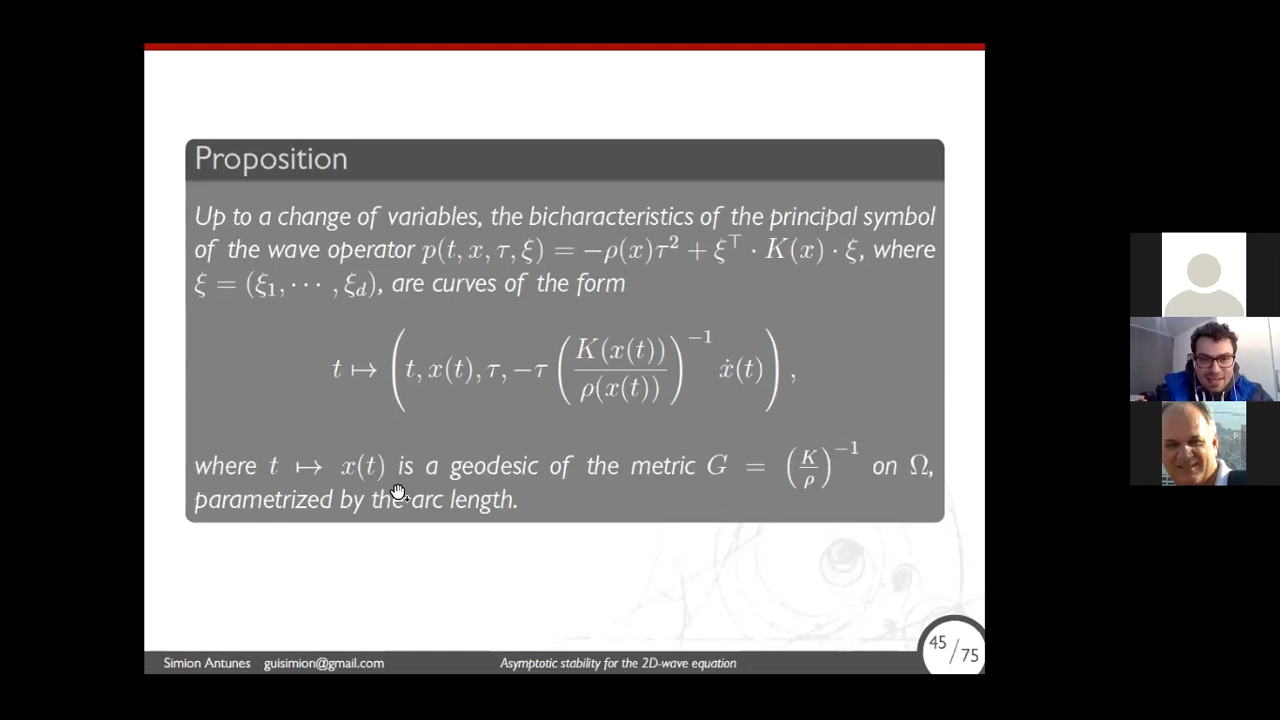 Proposition
Up to a change of variables, the bicharacteristics of the principal symbol
of the wave operator p(t, x, τ, ξ) = −ρ(x)τ² + ξ^⊤ · K(x) · ξ, where
ξ = (ξ₁, ⋯ , ξ_d), are curves of the form
t ↦ (t, x(t), τ, −τ (K(x(t))/ρ(x(t)))^{−1} ẋ(t)),
where t ↦ x(t) is a geodesic of the metric G = (K/ρ)^{−1} on Ω,
parametrized by the arc length.
Simion Antunes guisimion@gmail.com Asymptotic stability for the 2D-wave equation 45/75